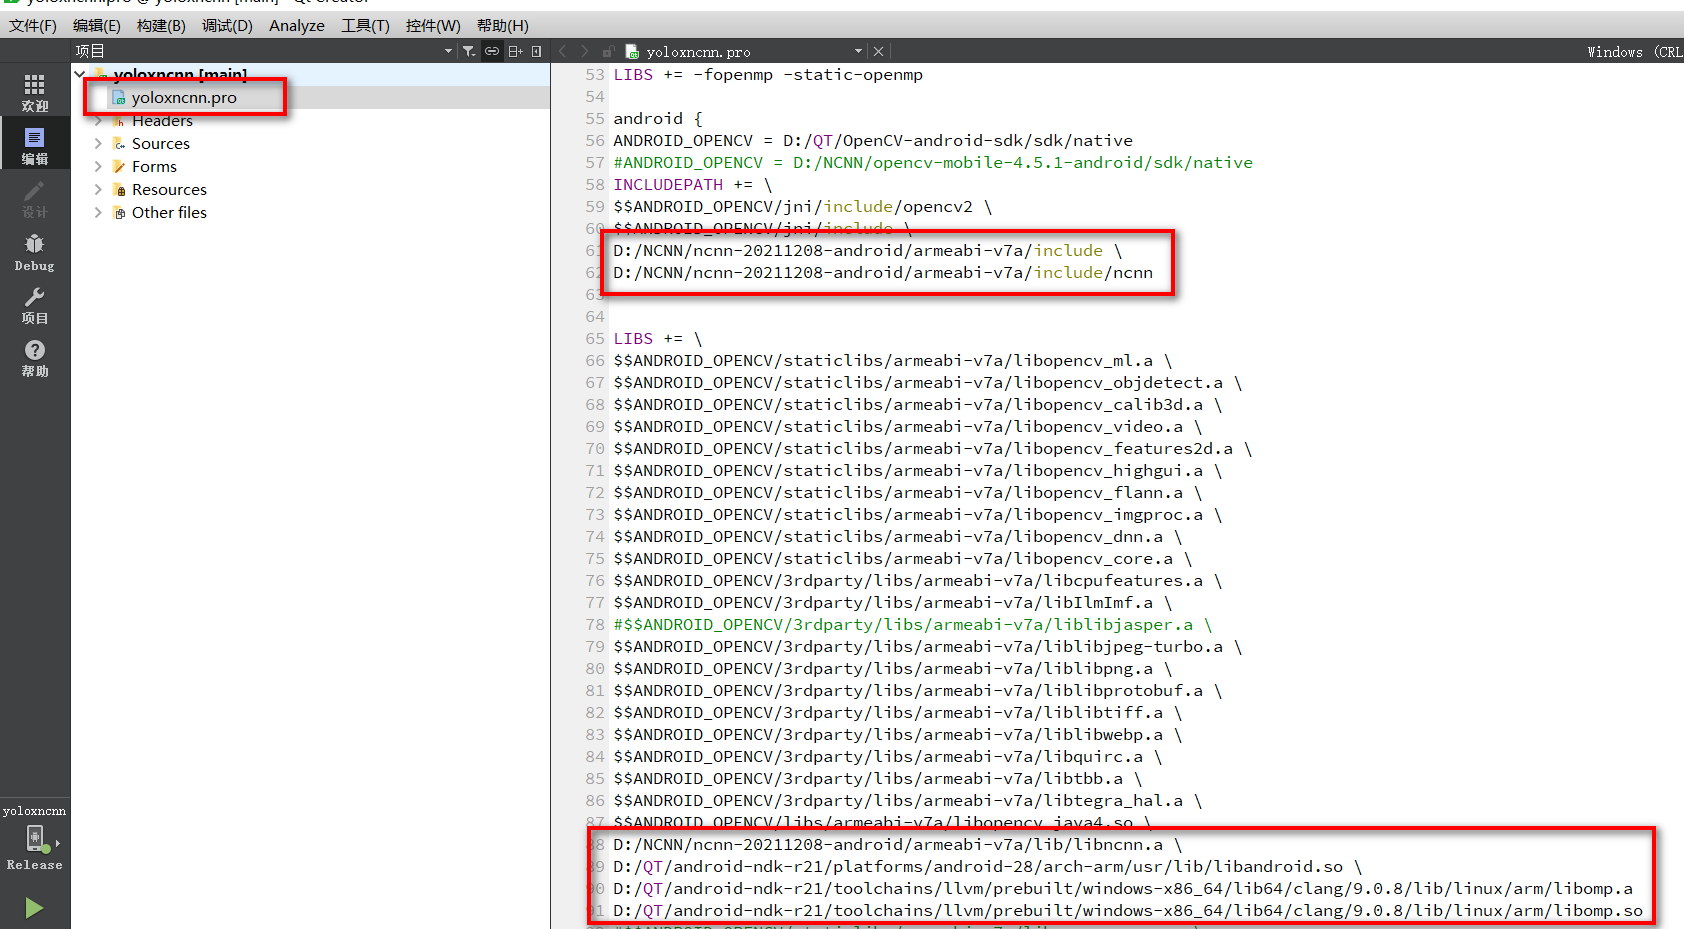 文件(F) 编辑(E) 构建(B) 调试(D) Analyze 工具(T) 控件(W) 帮助(H)
项目
yoloxncnn.pro
Windows (CRL
欢迎
编辑
设计
Debug
项目
帮助
yoloxncnn
Release
yoloxncnn [main]
yoloxncnn.pro
Headers
Sources
Forms
Resources
Other files
53 LIBS += -fopenmp -static-openmp
54
55 android {
56 ANDROID_OPENCV = D:/QT/OpenCV-android-sdk/sdk/native
57 #ANDROID_OPENCV = D:/NCNN/opencv-mobile-4.5.1-android/sdk/native
58 INCLUDEPATH += \
59 $$ANDROID_OPENCV/jni/include/opencv2 \
60 $$ANDROID_OPENCV/jni/include \
61 D:/NCNN/ncnn-20211208-android/armeabi-v7a/include \
62 D:/NCNN/ncnn-20211208-android/armeabi-v7a/include/ncnn
63
64
65 LIBS += \
66 $$ANDROID_OPENCV/staticlibs/armeabi-v7a/libopencv_ml.a \
67 $$ANDROID_OPENCV/staticlibs/armeabi-v7a/libopencv_objdetect.a \
68 $$ANDROID_OPENCV/staticlibs/armeabi-v7a/libopencv_calib3d.a \
69 $$ANDROID_OPENCV/staticlibs/armeabi-v7a/libopencv_video.a \
70 $$ANDROID_OPENCV/staticlibs/armeabi-v7a/libopencv_features2d.a \
71 $$ANDROID_OPENCV/staticlibs/armeabi-v7a/libopencv_highgui.a \
72 $$ANDROID_OPENCV/staticlibs/armeabi-v7a/libopencv_flann.a \
73 $$ANDROID_OPENCV/staticlibs/armeabi-v7a/libopencv_imgproc.a \
74 $$ANDROID_OPENCV/staticlibs/armeabi-v7a/libopencv_dnn.a \
75 $$ANDROID_OPENCV/staticlibs/armeabi-v7a/libopencv_core.a \
76 $$ANDROID_OPENCV/3rdparty/libs/armeabi-v7a/libcpufeatures.a \
77 $$ANDROID_OPENCV/3rdparty/libs/armeabi-v7a/libIlmImf.a \
78 #$$ANDROID_OPENCV/3rdparty/libs/armeabi-v7a/liblibjasper.a \
79 $$ANDROID_OPENCV/3rdparty/libs/armeabi-v7a/liblibjpeg-turbo.a \
80 $$ANDROID_OPENCV/3rdparty/libs/armeabi-v7a/liblibpng.a \
81 $$ANDROID_OPENCV/3rdparty/libs/armeabi-v7a/liblibprotobuf.a \
82 $$ANDROID_OPENCV/3rdparty/libs/armeabi-v7a/liblibtiff.a \
83 $$ANDROID_OPENCV/3rdparty/libs/armeabi-v7a/liblibwebp.a \
84 $$ANDROID_OPENCV/3rdparty/libs/armeabi-v7a/libquirc.a \
85 $$ANDROID_OPENCV/3rdparty/libs/armeabi-v7a/libtbb.a \
86 $$ANDROID_OPENCV/3rdparty/libs/armeabi-v7a/libtegra_hal.a \
87 $$ANDROID_OPENCV/libs/armeabi-v7a/libopencv_java4.so \
88 D:/NCNN/ncnn-20211208-android/armeabi-v7a/lib/libncnn.a \
89 D:/QT/android-ndk-r21/platforms/android-28/arch-arm/usr/lib/libandroid.so \
90 D:/QT/android-ndk-r21/toolchains/llvm/prebuilt/windows-x86_64/lib64/clang/9.0.8/lib/linux/arm/libomp.a
91 D:/QT/android-ndk-r21/toolchains/llvm/prebuilt/windows-x86_64/lib64/clang/9.0.8/lib/linux/arm/libomp.so